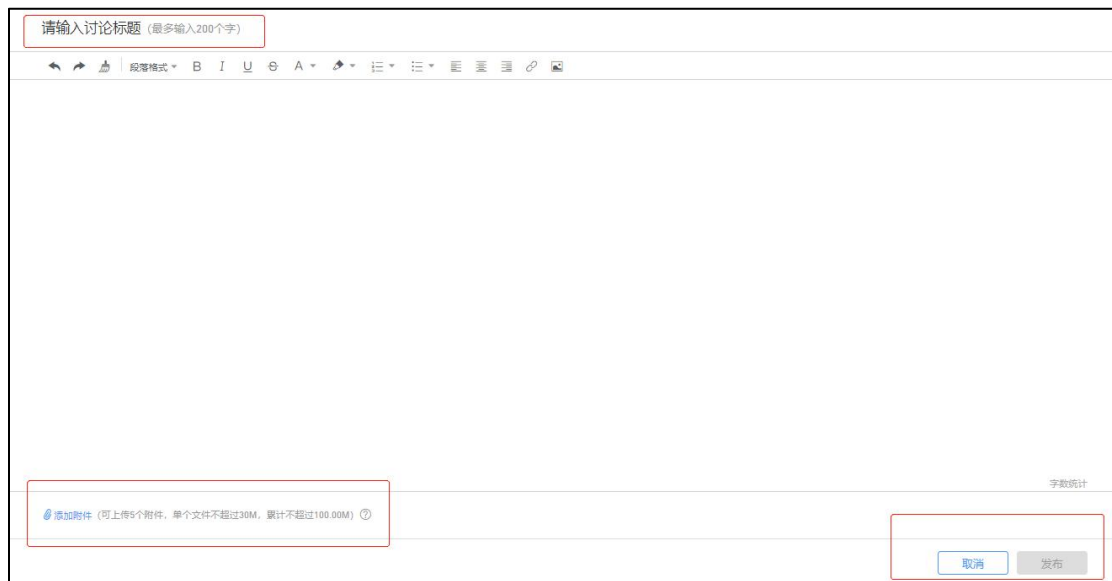 请输入讨论标题（最多输入200个字）
段落格式 B I U S A
字数统计
添加附件（可上传5个附件，单个文件不超过30M，累计不超过100.00M）?
取消 发布